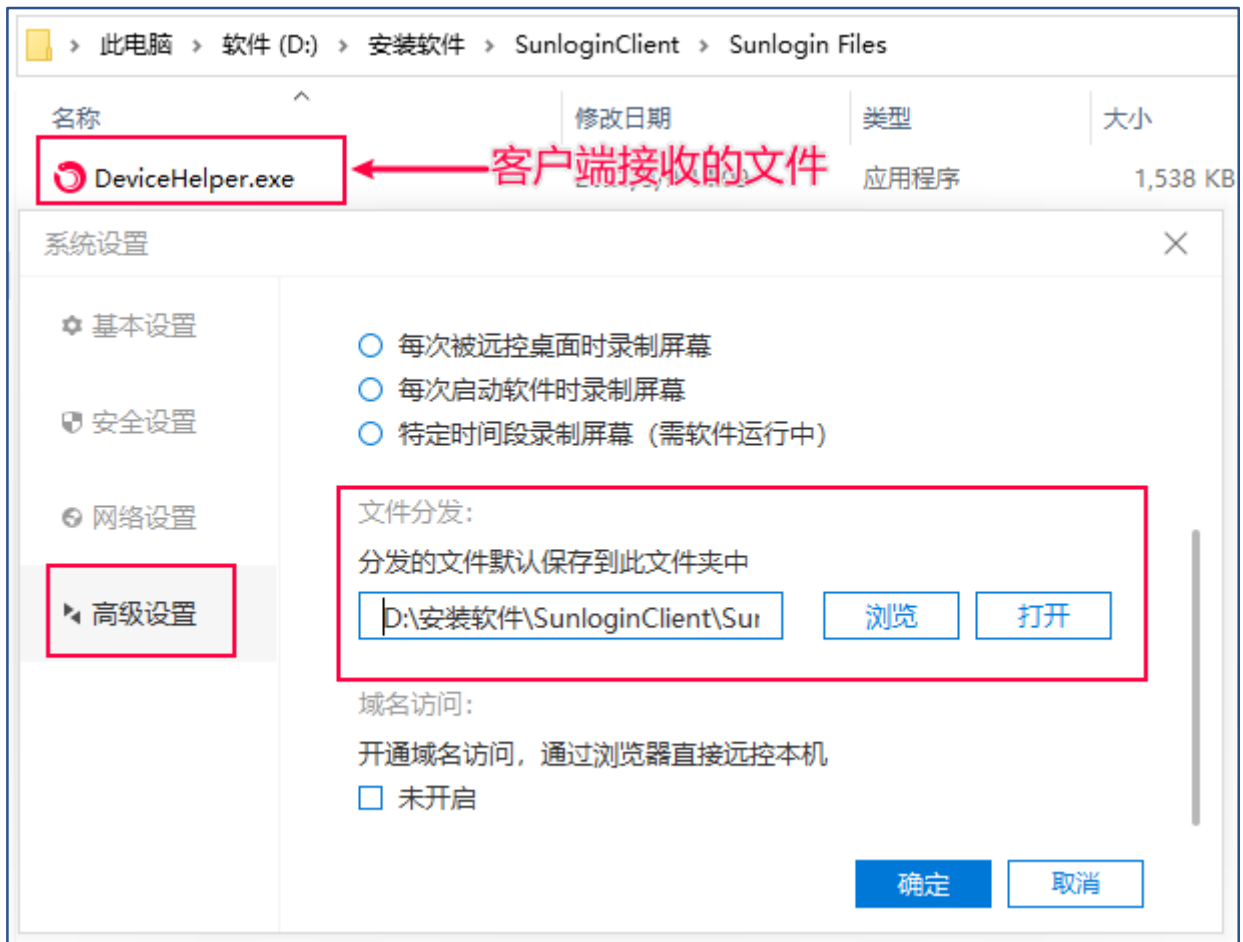 此电脑 > 软件 (D:) > 安装软件 > SunloginClient > Sunlogin Files
名称 修改日期 类型 大小
DeviceHelper.exe 客户端接收的文件 应用程序 1,538 KB
系统设置
基本设置
安全设置
网络设置
高级设置
每次被远控桌面时录制屏幕
每次启动软件时录制屏幕
特定时间段录制屏幕（需软件运行中）
文件分发：
分发的文件默认保存到此文件夹中
D:\安装软件\SunloginClient\Sun 浏览 打开
域名访问：
开通域名访问，通过浏览器直接远控本机
未开启
确定 取消